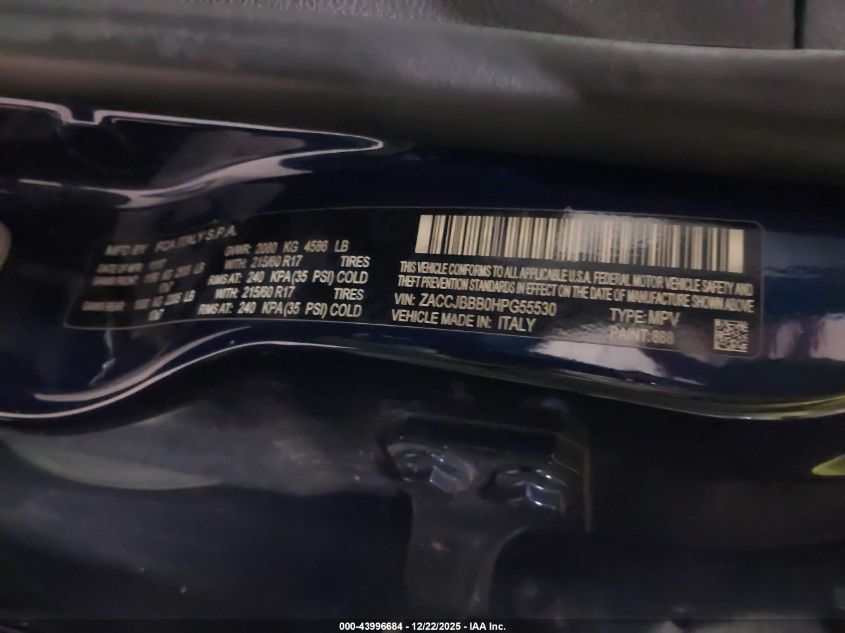 MFG. BY: FCA ITALY S.P.A.
GVWR: 2080 KG 4586 LB
WITH: 215/60 R17 TIRES
RIMS AT: 240 KPA (35 PSI) COLD
WITH: 215/60 R17 TIRES
RIMS AT: 240 KPA (35 PSI) COLD
THIS VEHICLE CONFORMS TO ALL APPLICABLE U.S.A. FEDERAL MOTOR VEHICLE SAFETY AND
THEFT PREVENTION STANDARDS IN EFFECT ON THE DATE OF MANUFACTURE SHOWN ABOVE
VIN: ZACCJBBB0HPG55530
TYPE: MPV
VEHICLE MADE IN: ITALY
PAINT: 888
000-43996684 - 12/22/2025 - IAA Inc.